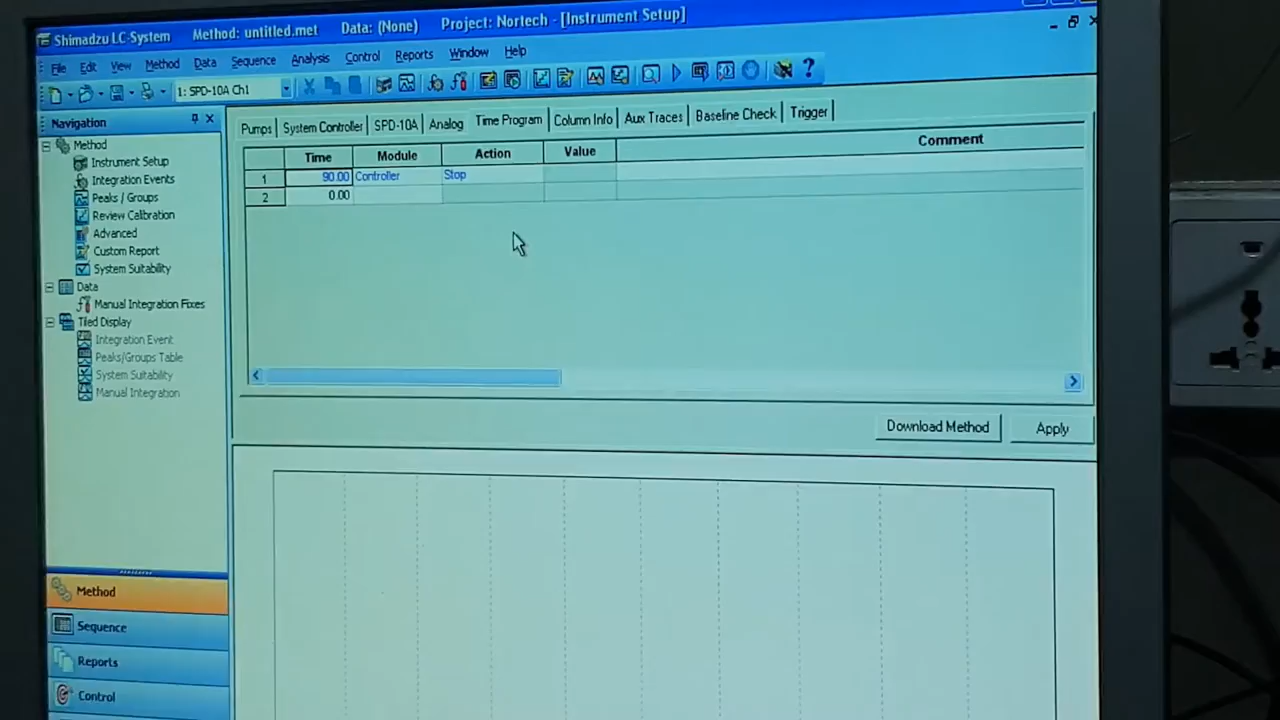 Shimadzu LC-System Method: untitled.met Data: (None) Project: Nortech - [Instrument Setup]
File Edit View Method Data Sequence Analysis Control Reports Window Help
1: SPD-10A Ch1
Navigation
Method
Instrument Setup
Integration Events
Peaks / Groups
Review Calibration
Advanced
Custom Report
System Suitability
Data
Manual Integration Fixes
Tiled Display
Integration Event
Peaks/Groups Table
System Suitability
Manual Integration
Method
Sequence
Reports
Control
Pumps System Controller SPD-10A Analog Time Program Column Info Aux Traces Baseline Check Trigger
Time Module Action Value Comment
1 90.00 Controller Stop
2 0.00
Download Method Apply